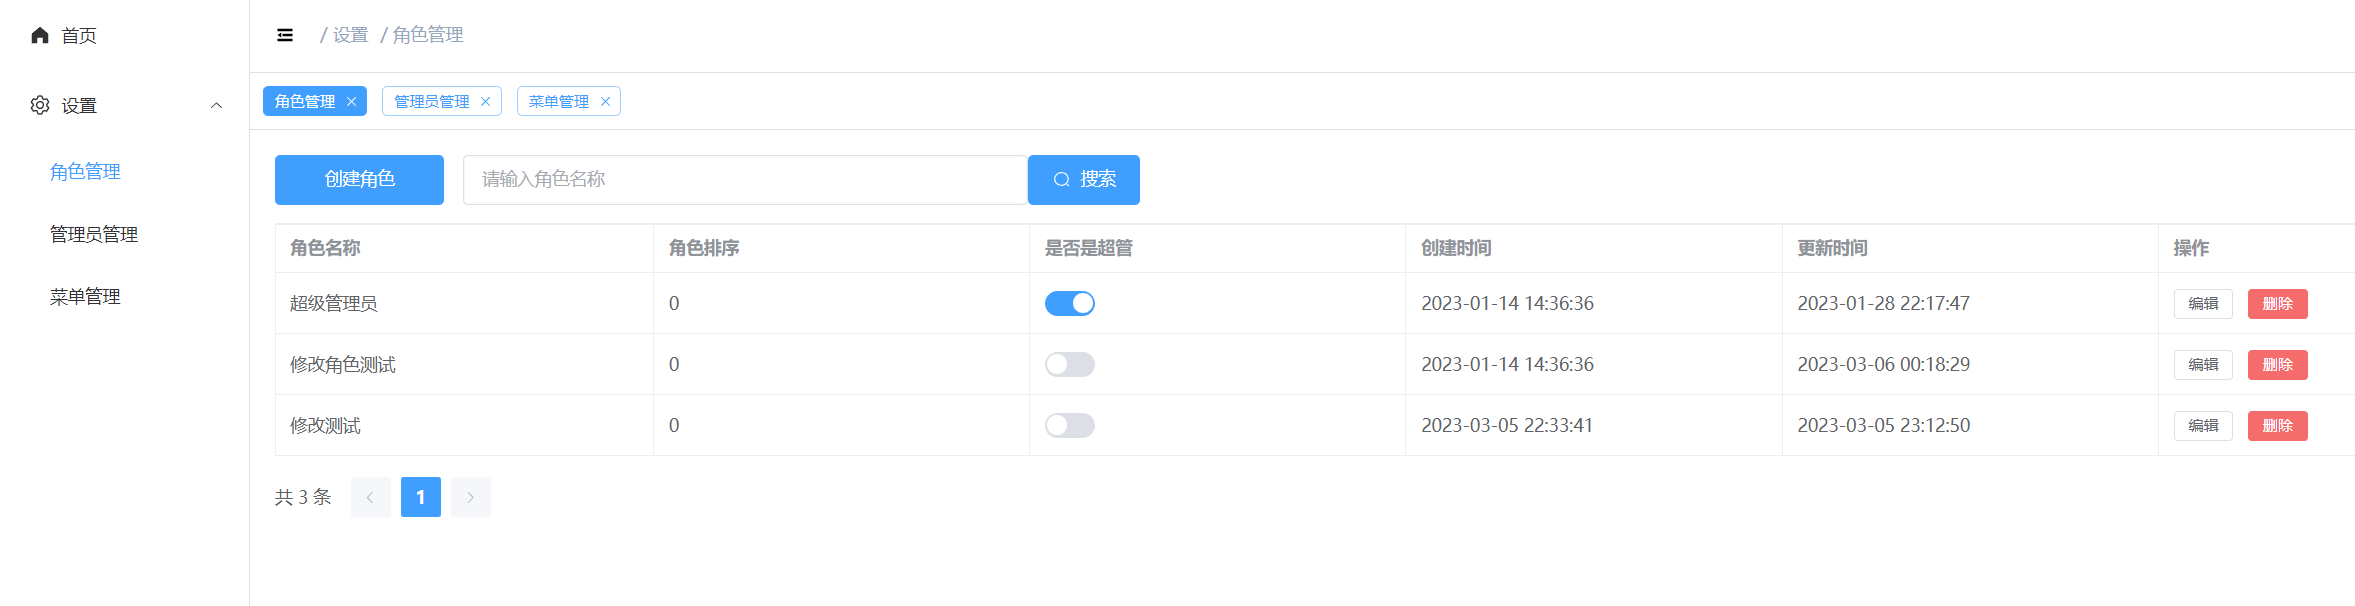 首页
设置
角色管理
管理员管理
菜单管理
/ 设置 / 角色管理
角色管理 管理员管理 菜单管理
创建角色 请输入角色名称 搜索
角色名称 角色排序 是否是超管 创建时间 更新时间 操作
超级管理员 0 2023-01-14 14:36:36 2023-01-28 22:17:47 编辑 删除
修改角色测试 0 2023-01-14 14:36:36 2023-03-06 00:18:29 编辑 删除
修改测试 0 2023-03-05 22:33:41 2023-03-05 23:12:50 编辑 删除
共 3 条 1